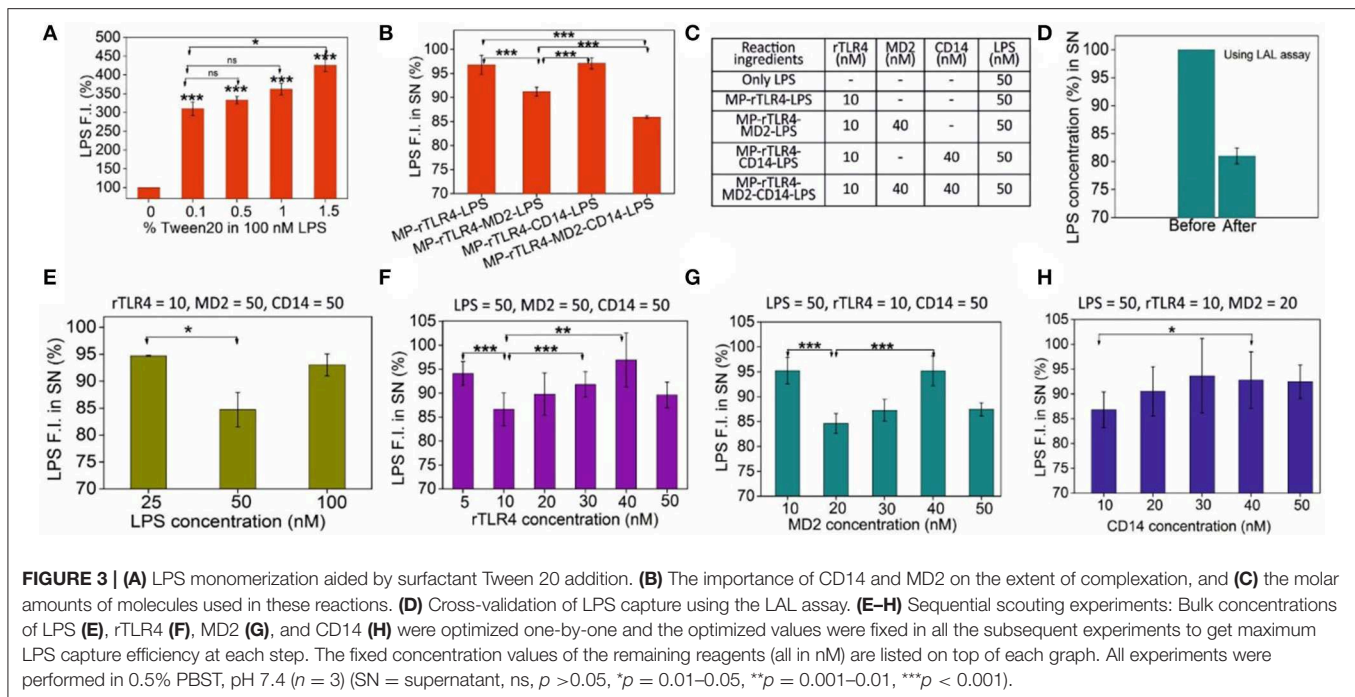 A
500
450
400
350
300
250
200
150
100
LPS F.I. (%)
*
ns
ns
***
***
***
***
0 0.1 0.5 1 1.5
% Tween20 in 100 nM LPS
B
100
95
90
85
80
75
70
LPS F.I. in SN (%)
***
***
***
***
MP-rTLR4-LPS
MP-rTLR4-MD2-LPS
MP-rTLR4-CD14-LPS
MP-rTLR4-MD2-CD14-LPS
C
Reaction ingredients rTLR4 (nM) MD2 (nM) CD14 (nM) LPS (nM)
Only LPS - - - 50
MP-rTLR4-LPS 10 - - 50
MP-rTLR4-MD2-LPS 10 40 - 50
MP-rTLR4-CD14-LPS 10 - 40 50
MP-rTLR4-MD2-CD14-LPS 10 40 40 50
D
100
90
80
70
LPS concentration (%) in SN
Using LAL assay
Before After
E
rTLR4 = 10, MD2 = 50, CD14 = 50
100
95
90
85
80
75
70
LPS F.I. in SN (%)
*
25 50 100
LPS concentration (nM)
F
LPS = 50, MD2 = 50, CD14 = 50
105
100
95
90
85
80
75
70
LPS F.I. in SN (%)
**
*** ***
5 10 20 30 40 50
rTLR4 concentration (nM)
G
LPS = 50, rTLR4 = 10, CD14 = 50
105
100
95
90
85
80
75
70
LPS F.I. in SN (%)
*** ***
10 20 30 40 50
MD2 concentration (nM)
H
LPS = 50, rTLR4 = 10, MD2 = 20
105
100
95
90
85
80
75
70
LPS F.I. in SN (%)
*
10 20 30 40 50
CD14 concentration (nM)
FIGURE 3 | (A) LPS monomerization aided by surfactant Tween 20 addition. (B) The importance of CD14 and MD2 on the extent of complexation, and (C) the molar
amounts of molecules used in these reactions. (D) Cross-validation of LPS capture using the LAL assay. (E–H) Sequential scouting experiments: Bulk concentrations
of LPS (E), rTLR4 (F), MD2 (G), and CD14 (H) were optimized one-by-one and the optimized values were fixed in all the subsequent experiments to get maximum
LPS capture efficiency at each step. The fixed concentration values of the remaining reagents (all in nM) are listed on top of each graph. All experiments were
performed in 0.5% PBST, pH 7.4 (n = 3) (SN = supernatant, ns, p >0.05, *p = 0.01–0.05, **p = 0.001–0.01, ***p < 0.001).